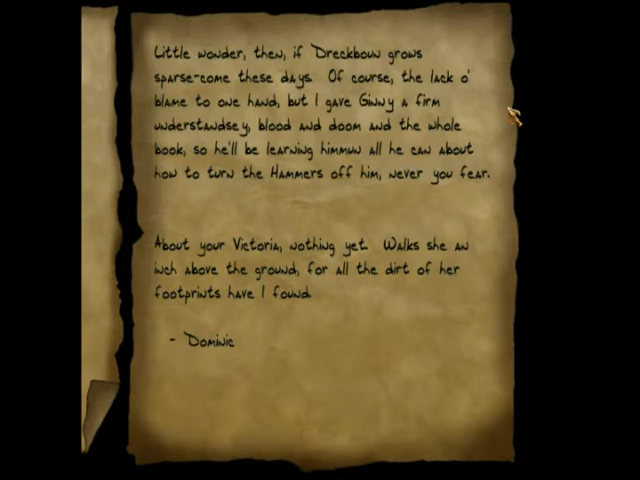 Little wonder, then, if Dreckboun grows
sparse-come these days. Of course, the lack o'
blame to one hand, but I gave Ginny a firm
understandsey, blood and doom and the whole
book, so he'll be learning himmun all he can about
how to turn the Hammers off him, never you fear.
About your Victoria, nothing yet. Walks she an
inch above the ground, for all the dirt of her
footprints have I found.
- Dominic